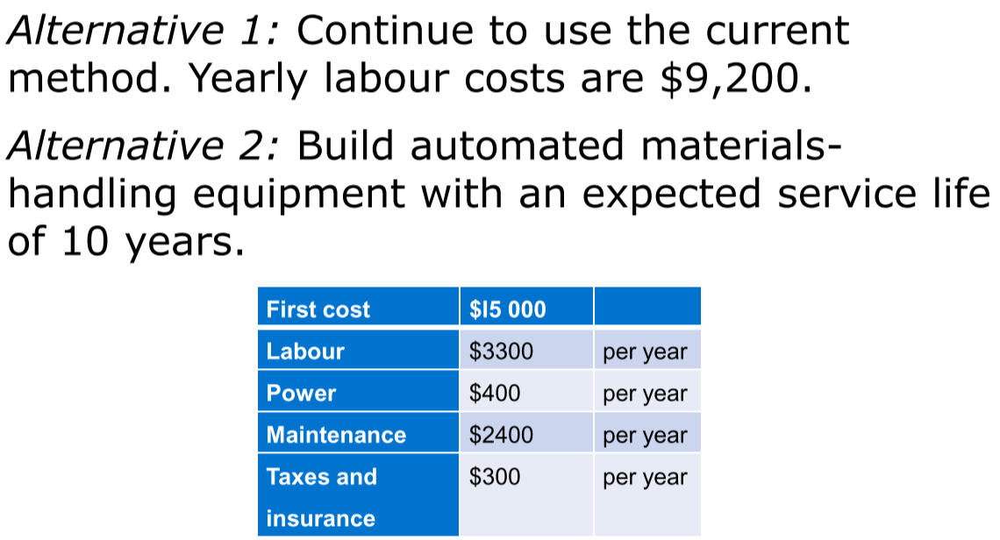 Alternative 1: Continue to use the current
method. Yearly labour costs are $9,200.
Alternative 2: Build automated materials-
handling equipment with an expected service life
of 10 years.
First cost $I5 000
Labour $3300 per year
Power $400 per year
Maintenance $2400 per year
Taxes and $300 per year
insurance